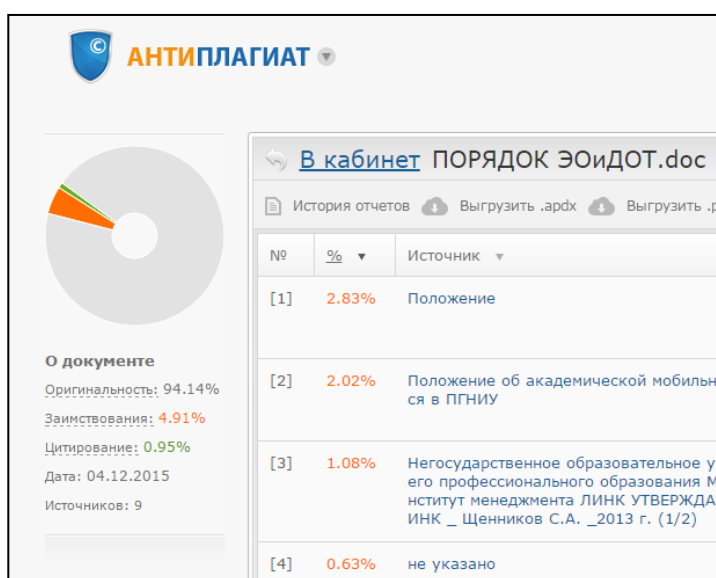 © АНТИПЛАГИАТ
В кабинет ПОРЯДОК ЭОиДОТ.doc
История отчетов Выгрузить .apdx Выгрузить
№ % Источник
[1] 2.83% Положение
[2] 2.02% Положение об академической
ся в ПГНИУ
[3] 1.08% Негосударственное образовательное
его профессионального образования
нститут менеджмента ЛИНК
ИНК _ Щенников С.А. _2013 г. (1/2)
[4] 0.63% не указано
О документе
Оригинальность: 94.14%
Заимствования: 4.91%
Цитирование: 0.95%
Дата: 04.12.2015
Источников: 9